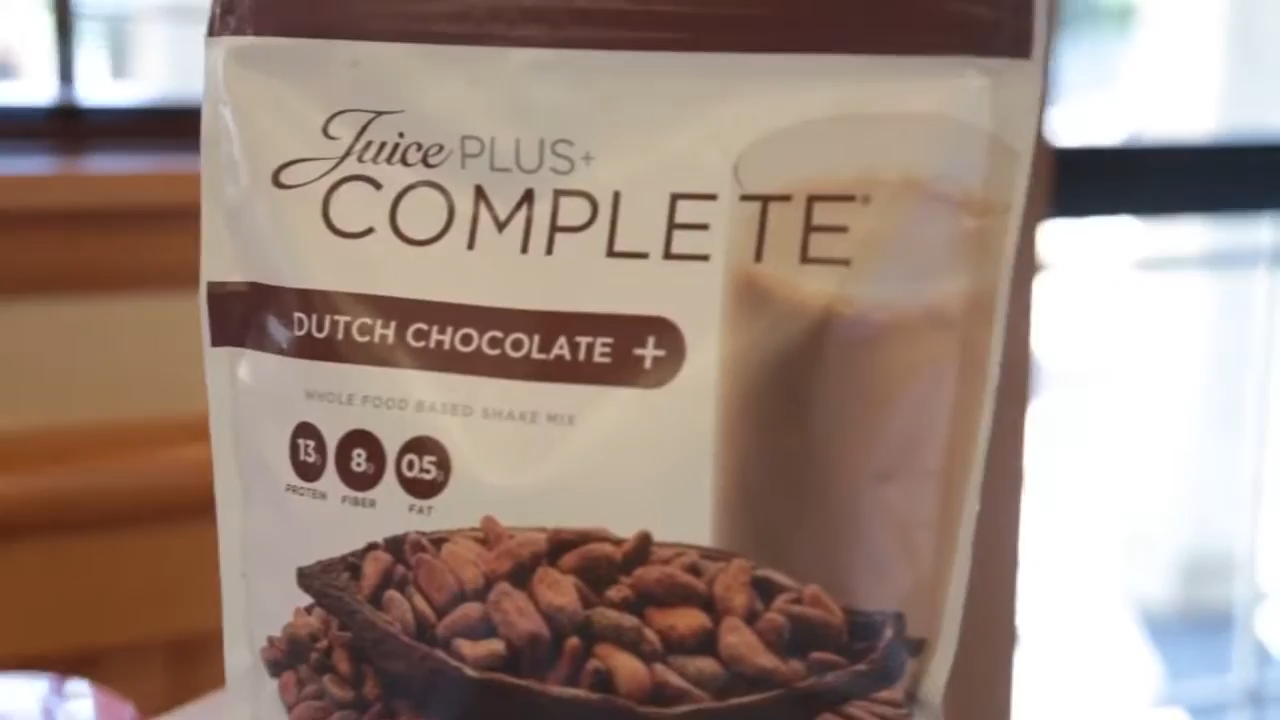 Juice PLUS+
COMPLETE®
DUTCH CHOCOLATE +
WHOLE FOOD BASED SHAKE MIX
13g 8g 0.5g
PROTEIN FIBER FAT